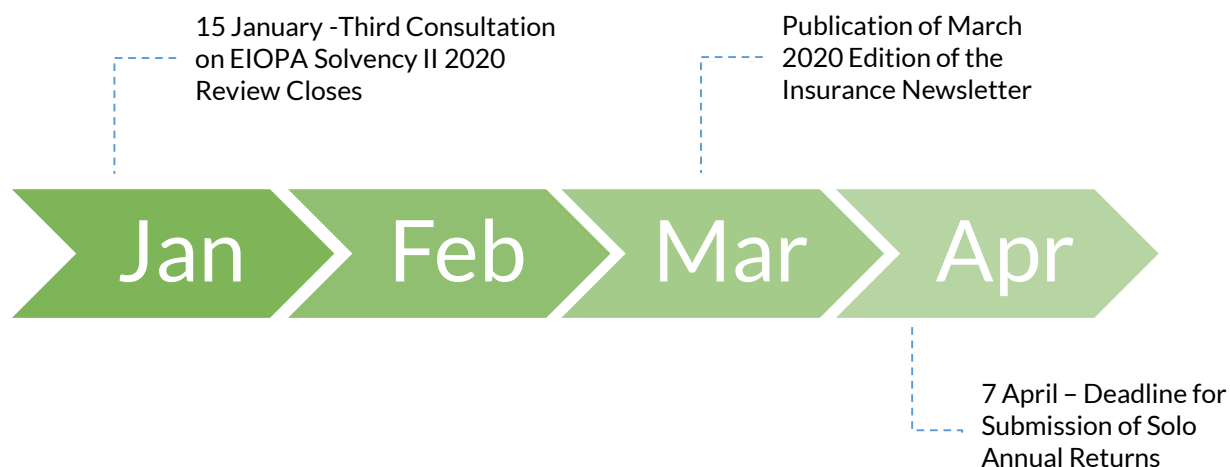 15 January -Third Consultation
on EIOPA Solvency II 2020
Review Closes
Publication of March
2020 Edition of the
Insurance Newsletter
Jan
Feb
Mar
Apr
7 April – Deadline for
Submission of Solo
Annual Returns